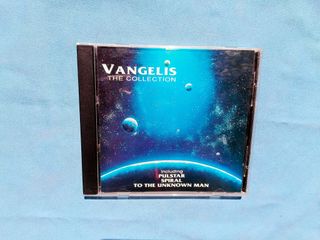 VANGELIS
THE COLLECTION
Including
PULSTAR
SPIRAL
TO THE UNKNOWN MAN